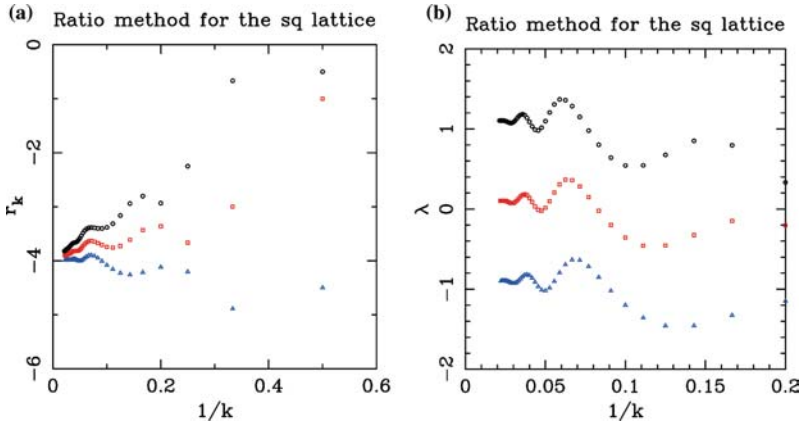 (a) Ratio method for the sq lattice
0
−2
−4
−6
r_k
0 0.2 0.4 0.6
1/k
(b) Ratio method for the sq lattice
2
1
0
−1
−2
λ
0 0.05 0.1 0.15 0.2
1/k